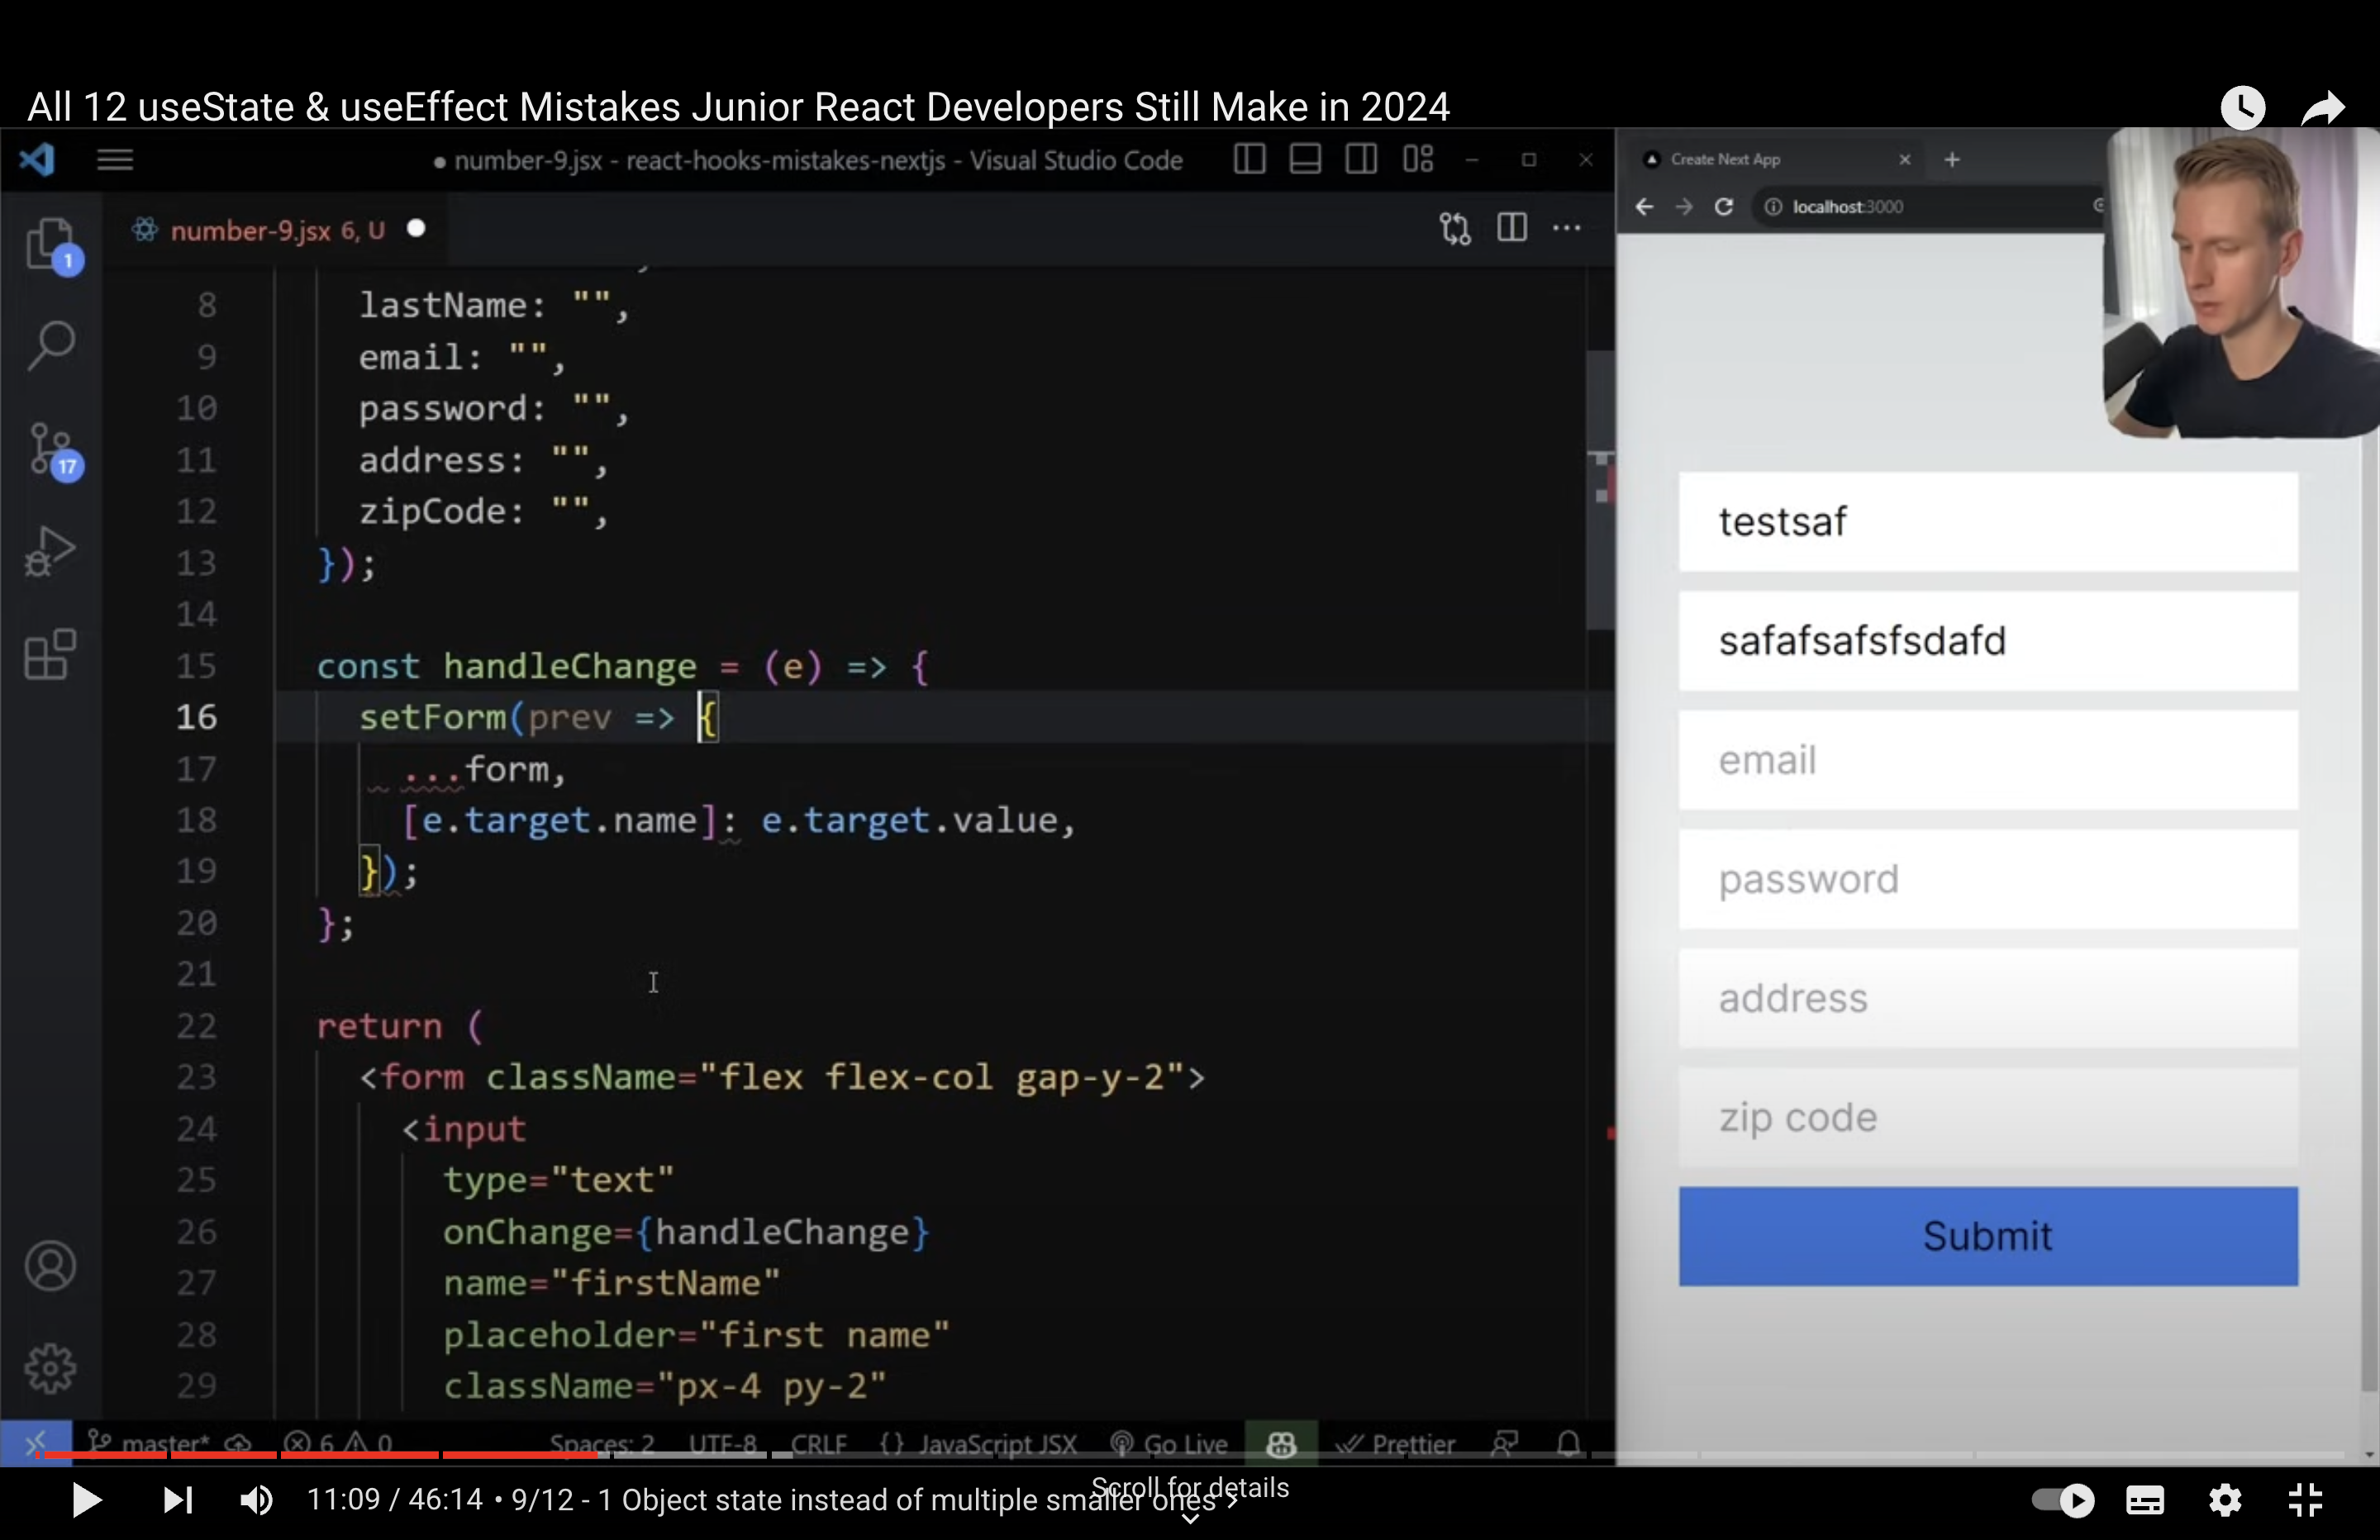 All 12 useState & useEffect Mistakes Junior React Developers Still Make in 2024
● number-9.jsx - react-hooks-mistakes-nextjs - Visual Studio Code
Create Next App
localhost:3000
number-9.jsx 6, U
1
17
8 lastName: "",
9 email: "",
10 password: "",
11 address: "",
12 zipCode: "",
13 });
14
15 const handleChange = (e) => {
16 setForm(prev => {
17 ...form,
18 [e.target.name]: e.target.value,
19 });
20 };
21
22 return (
23 <form className="flex flex-col gap-y-2">
24 <input
25 type="text"
26 onChange={handleChange}
27 name="firstName"
28 placeholder="first name"
29 className="px-4 py-2"
testsaf
safafsafsfsdafd
email
password
address
zip code
Submit
master* 6 0 Spaces: 2 UTF-8 CRLF {} JavaScript JSX Go Live Prettier
Scroll for details
11:09 / 46:14 • 9/12 - 1 Object state instead of multiple smaller ones